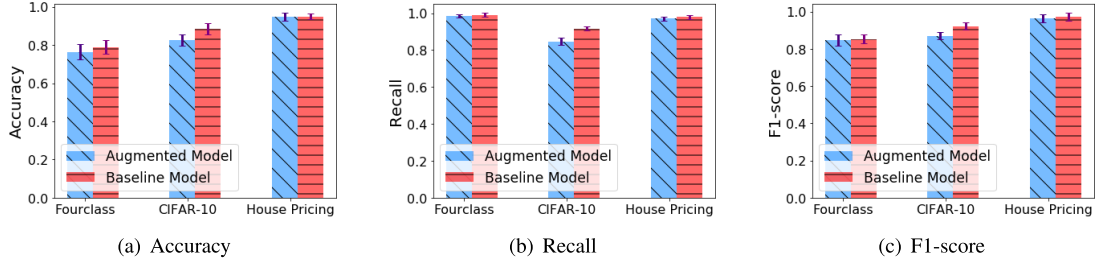 Accuracy
1.0
0.8
0.6
0.4
0.2
0.0
Augmented Model
Baseline Model
Fourclass CIFAR-10 House Pricing
(a) Accuracy
Recall
1.0
0.8
0.6
0.4
0.2
0.0
Augmented Model
Baseline Model
Fourclass CIFAR-10 House Pricing
(b) Recall
F1-score
1.0
0.8
0.6
0.4
0.2
0.0
Augmented Model
Baseline Model
Fourclass CIFAR-10 House Pricing
(c) F1-score